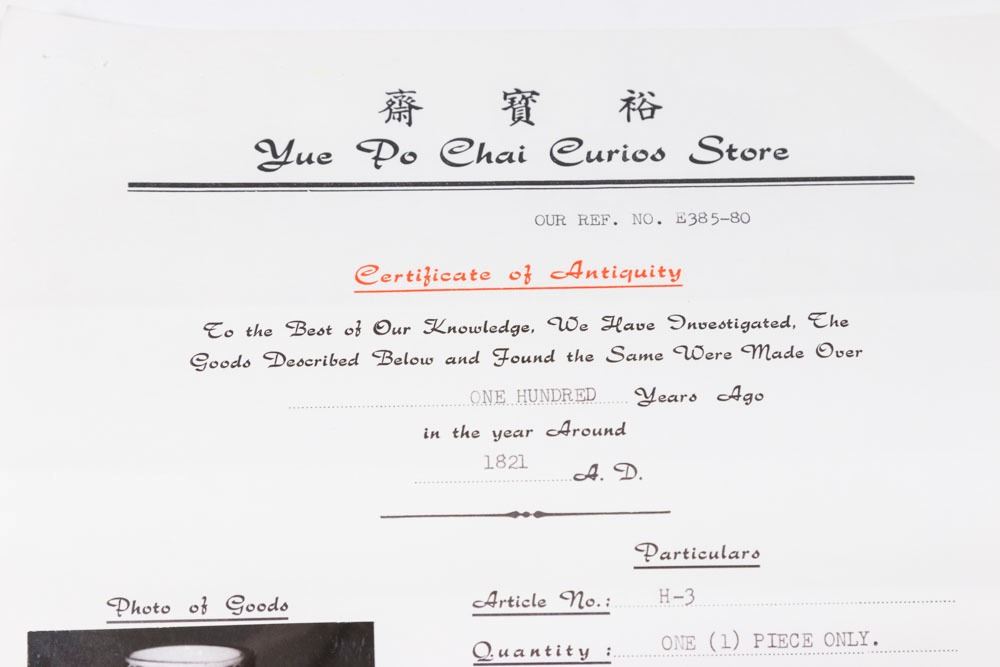 齋寶裕
Yue Po Chai Curios Store
OUR REF. NO. E385-80
Certificate of Antiquity
To the Best of Our Knowledge, We Have Investigated, The
Goods Described Below and Found the Same Were Made Over
ONE HUNDRED Years Ago
in the year Around
1821 A. D.
Particulars
Photo of Goods
Article No.: H-3
Quantity : ONE (1) PIECE ONLY.